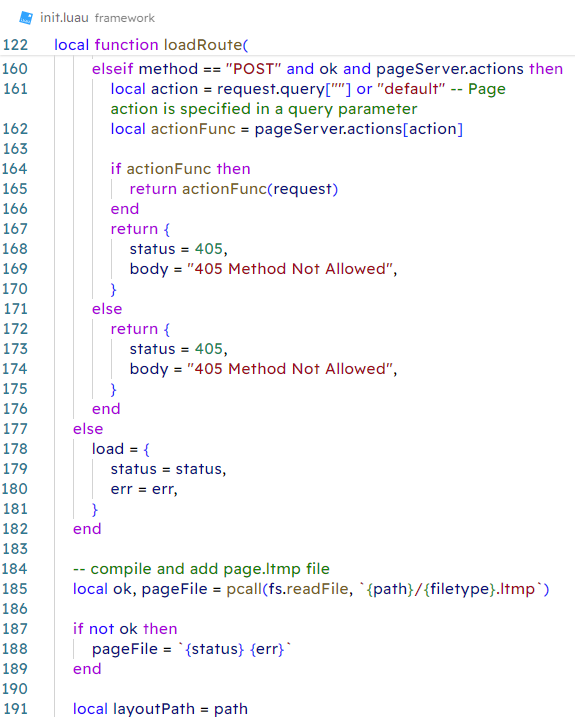 init.luau framework
122 local function loadRoute(
160 elseif method == "POST" and ok and pageServer.actions then
161 local action = request.query[""] or "default" -- Page
action is specified in a query parameter
162 local actionFunc = pageServer.actions[action]
163
164 if actionFunc then
165 return actionFunc(request)
166 end
167 return {
168 status = 405,
169 body = "405 Method Not Allowed",
170 }
171 else
172 return {
173 status = 405,
174 body = "405 Method Not Allowed",
175 }
176 end
177 else
178 load = {
179 status = status,
180 err = err,
181 }
182 end
183
184 -- compile and add page.ltmp file
185 local ok, pageFile = pcall(fs.readFile, `{path}/{filetype}.ltmp`)
186
187 if not ok then
188 pageFile = `{status} {err}`
189 end
190
191 local layoutPath = path